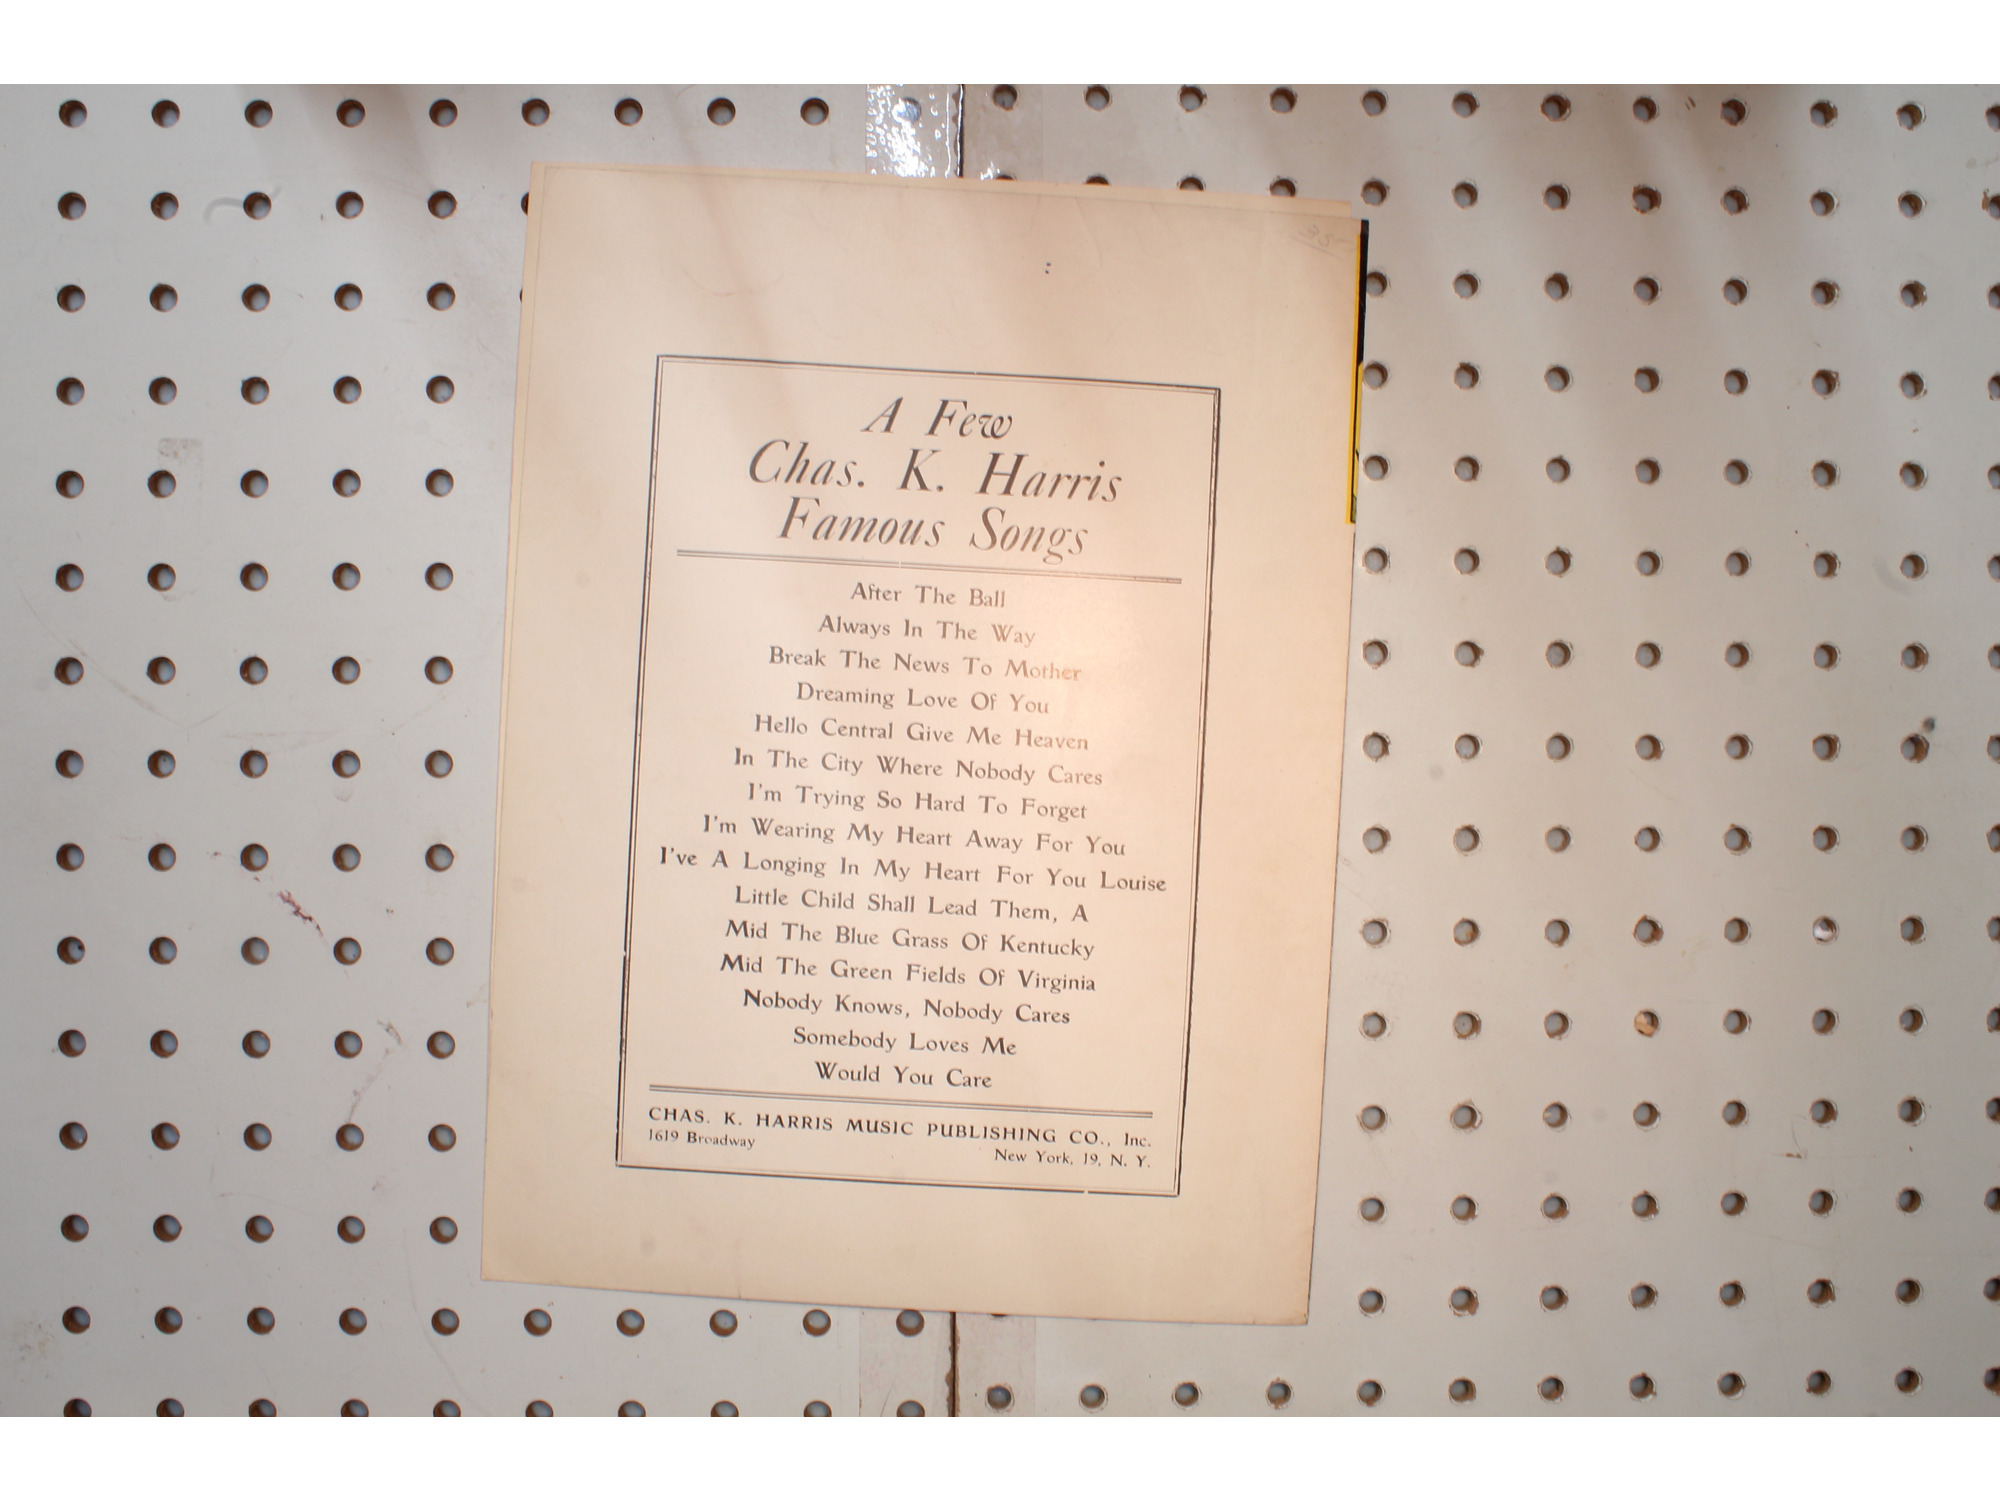 35-
A Few
Chas. K. Harris
Famous Songs
After The Ball
Always In The Way
Break The News To Mother
Dreaming Love Of You
Hello Central Give Me Heaven
In The City Where Nobody Cares
I'm Trying So Hard To Forget
I'm Wearing My Heart Away For You
I've A Longing In My Heart For You Louise
Little Child Shall Lead Them, A
Mid The Blue Grass Of Kentucky
Mid The Green Fields Of Virginia
Nobody Knows, Nobody Cares
Somebody Loves Me
Would You Care
CHAS. K. HARRIS MUSIC PUBLISHING CO., Inc.
1619 Broadway
New York, 19, N. Y.